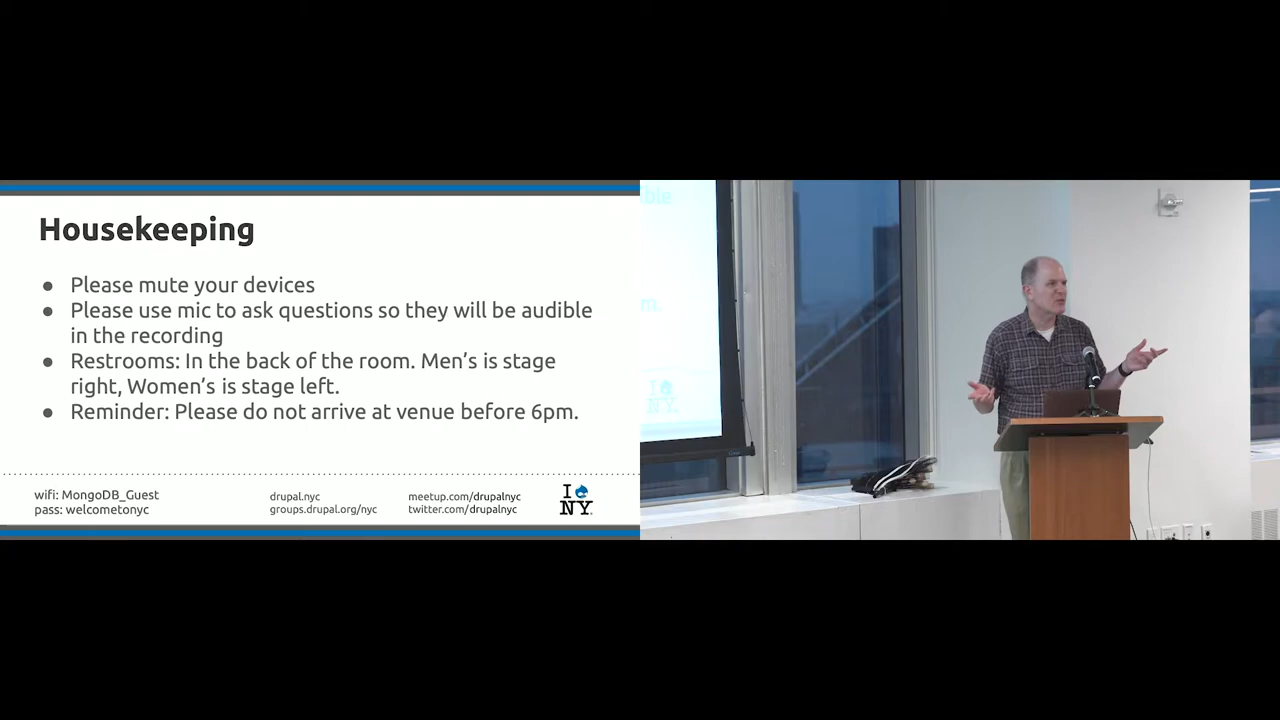 Housekeeping
● Please mute your devices
● Please use mic to ask questions so they will be audible
in the recording
● Restrooms: In the back of the room. Men’s is stage
right, Women’s is stage left.
● Reminder: Please do not arrive at venue before 6pm.
wifi: MongoDB_Guest
pass: welcometonyc
drupal.nyc
groups.drupal.org/nyc
meetup.com/drupalnyc
twitter.com/drupalnyc
I
NY
ble
m.
I
NY